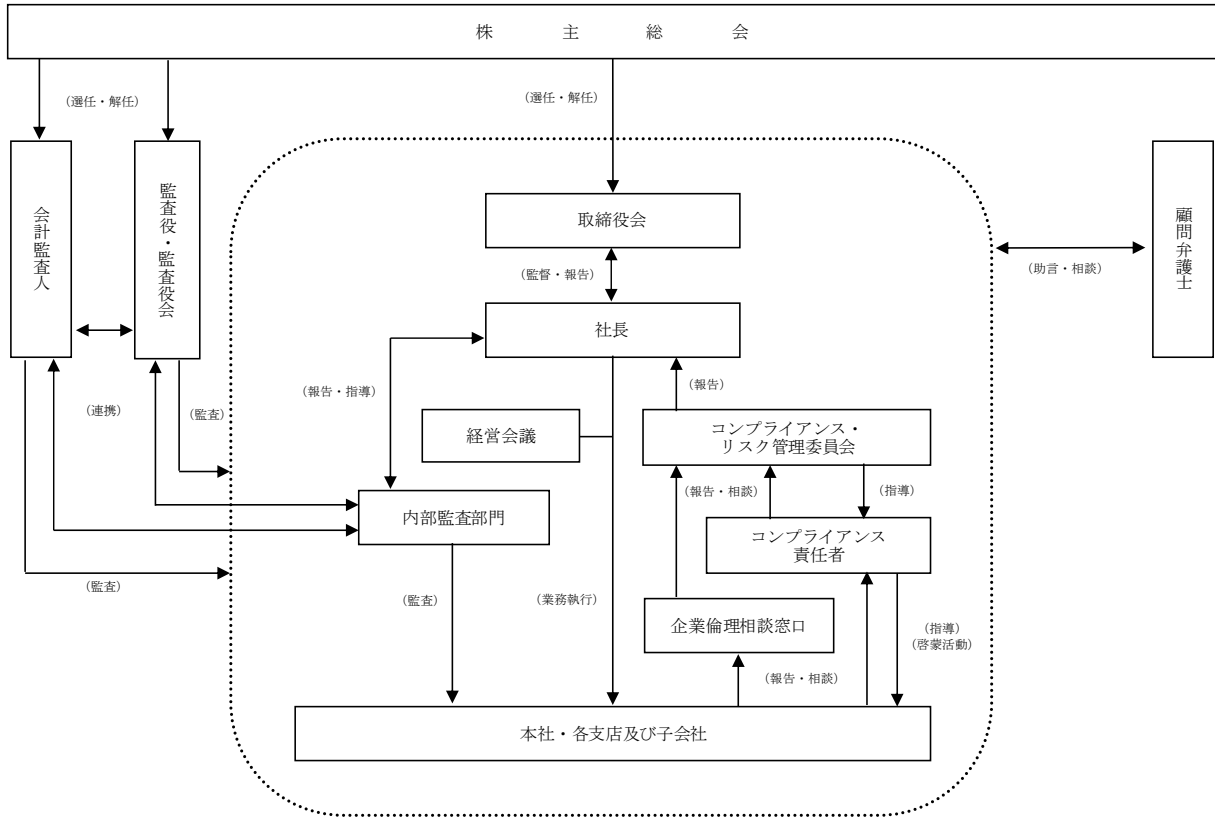 株主総会
(選任・解任)
(選任・解任)
会計監査人
監査役・監査役会
顧問弁護士
取締役会
(助言・相談)
(監督・報告)
社長
(報告・指導)
(報告)
(連携)
(監査)
経営会議
コンプライアンス・
リスク管理委員会
(報告・相談)
(指導)
内部監査部門
コンプライアンス
責任者
(監査)
(監査)
(業務執行)
企業倫理相談窓口
(指導)
(啓蒙活動)
(報告・相談)
本社・各支店及び子会社